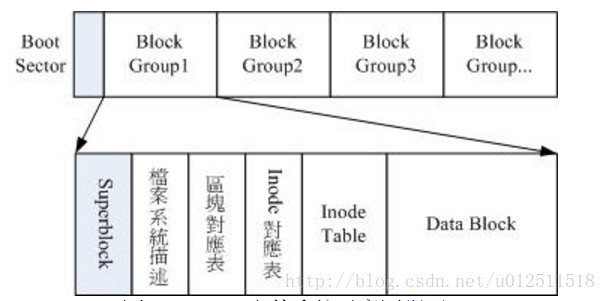 Boot
Sector
Block
Group1
Block
Group2
Block
Group3
Block
Group...
Superblock
檔案系統描述
區塊對應表
Inode 對應表
Inode
Table
Data Block
http://blog.csdn.net/u012511518